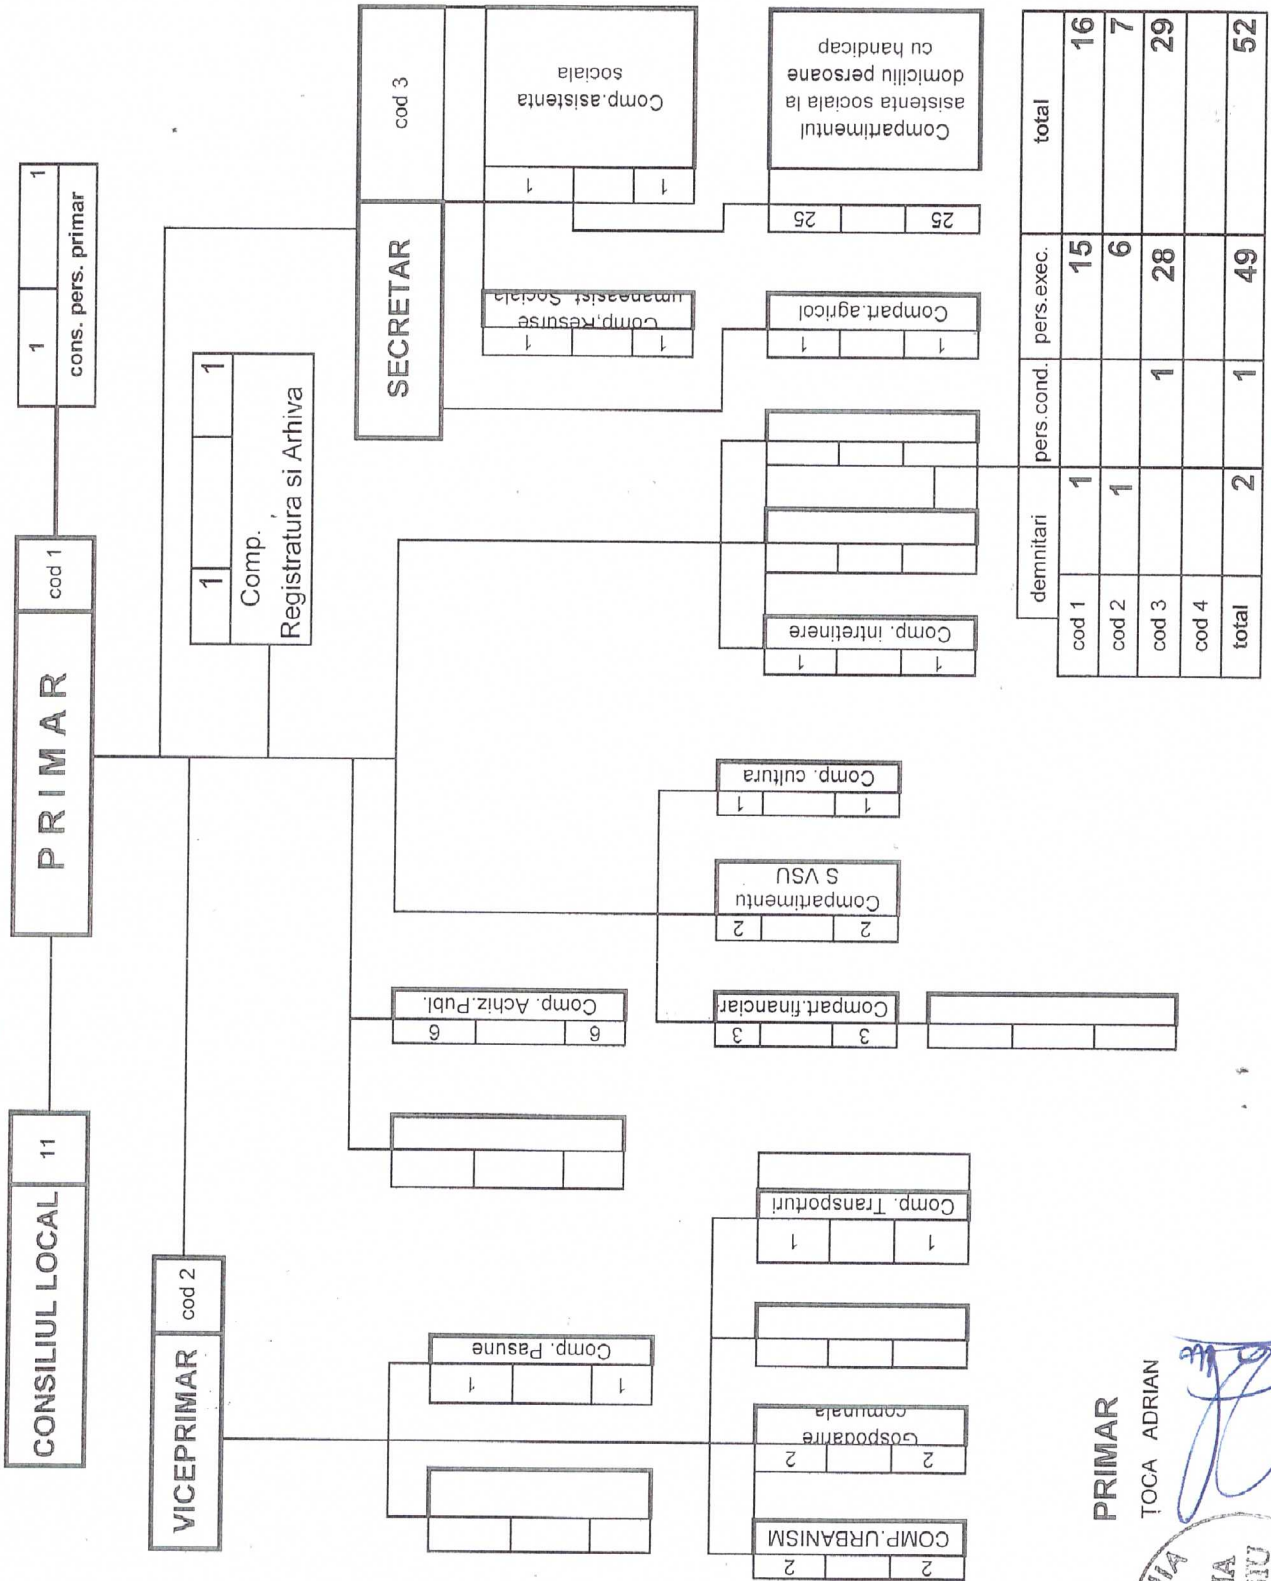 CONSILIUL LOCAL 11
PRIMAR cod 1
1 1
cons. pers. primar
VICEPRIMAR cod 2
1 1
Comp.
Registratura si Arhiva
SECRETAR cod 3
1 1
Comp. Pasune
6 6
Comp. Achiz.Publ.
1 1
Comp,Resurse
umaneasist. Sociala
1 1
Comp.asistenta
sociala
2 2
COMP.URBANISM
2 2
Gospodarire
comunala
1 1
Comp. Transporturi
3 3
Compart.financiar
2 2
Compartimentu
S VSU
1 1
Comp. cultura
1 1
Comp. intretinere
1 1
Compart.agricol
25 25
Compartimentul
asistenta sociala la
domiciliu persoane
cu handicap
demnitari pers.cond. pers.exec. total
cod 1 1 15 16
cod 2 1 6 7
cod 3 1 28 29
cod 4
total 2 1 49 52
PRIMAR
ȚOCA ADRIAN